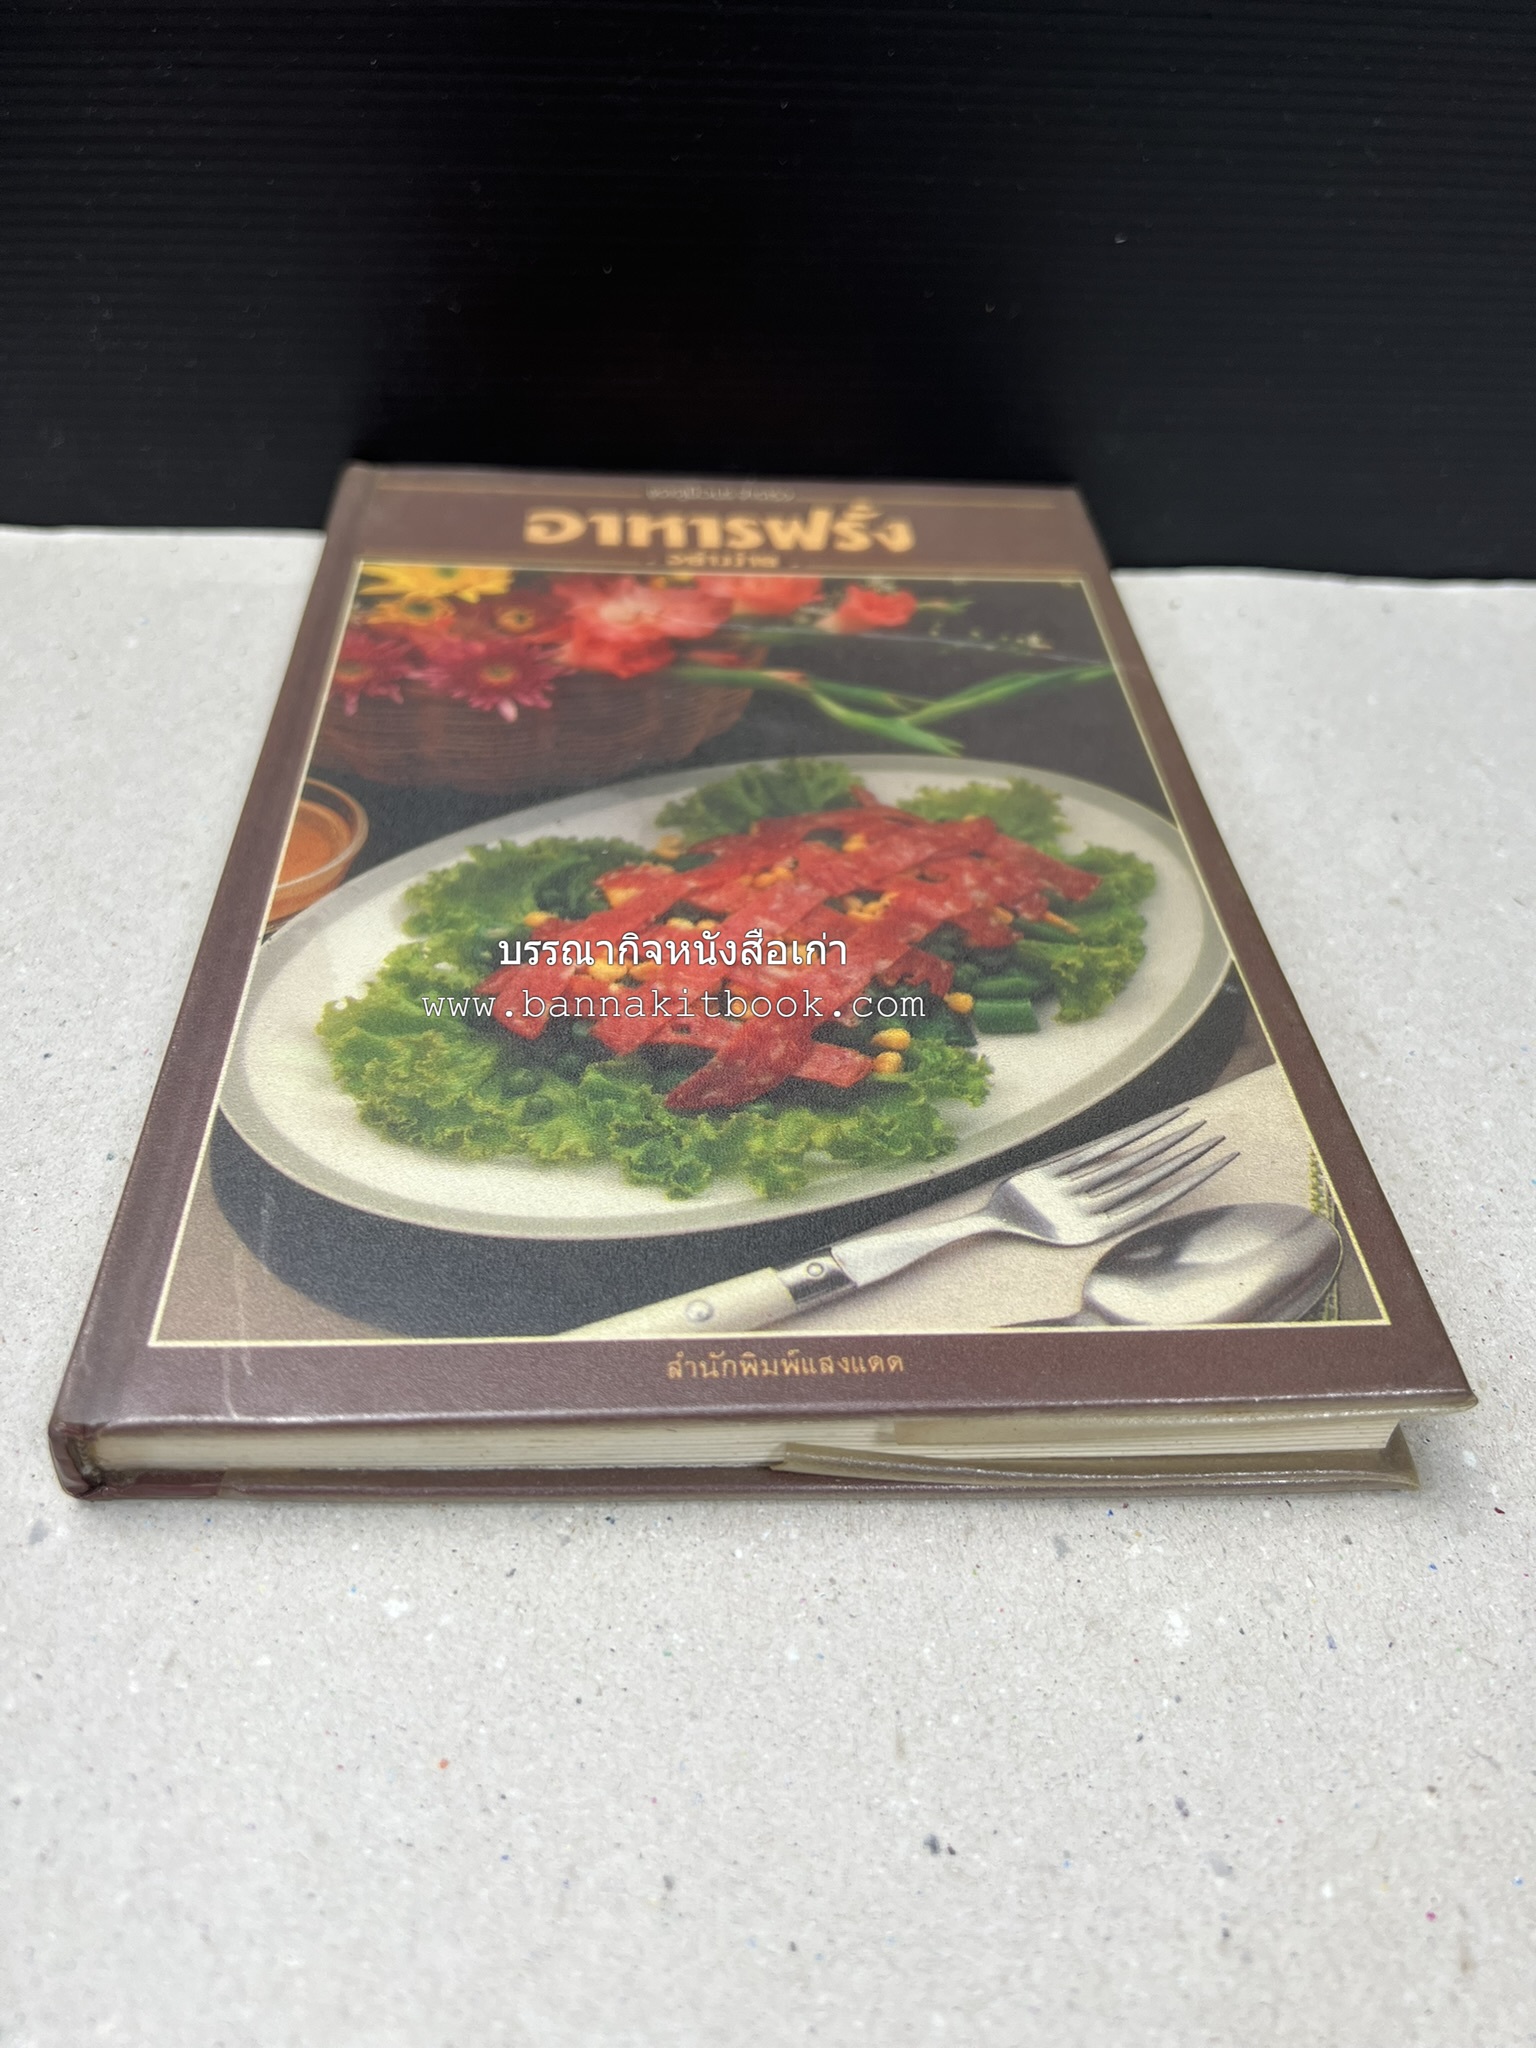 อาหารฝรั่ง
บรรณากิจหนังสือเก่า
www.bannakitbook.com
สำนักพิมพ์แสงแดด